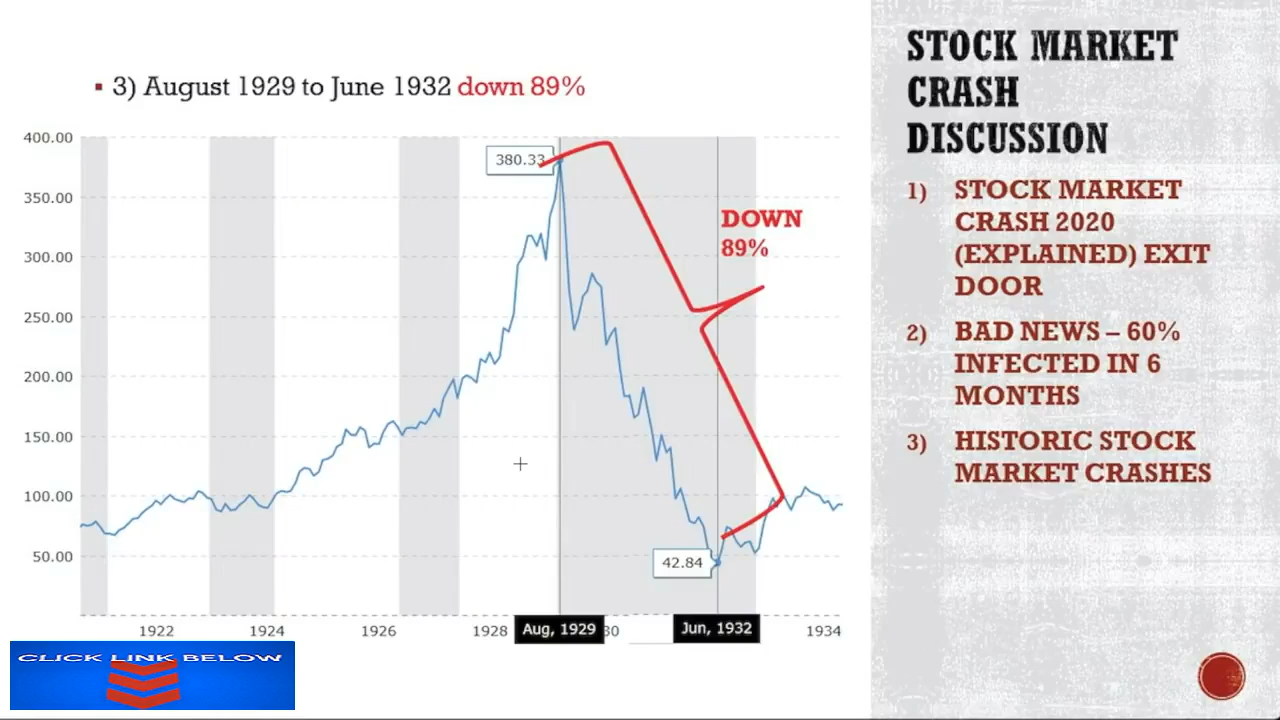 3) August 1929 to June 1932 down 89%
400.00
350.00
300.00
250.00
200.00
150.00
100.00
50.00
380.33
DOWN
89%
42.84
1922
1924
1926
1928
Aug, 1929
30
Jun, 1932
1934
CLICK LINK BELOW
STOCK MARKET
CRASH
DISCUSSION
1) STOCK MARKET
CRASH 2020
(EXPLAINED) EXIT
DOOR
2) BAD NEWS – 60%
INFECTED IN 6
MONTHS
3) HISTORIC STOCK
MARKET CRASHES